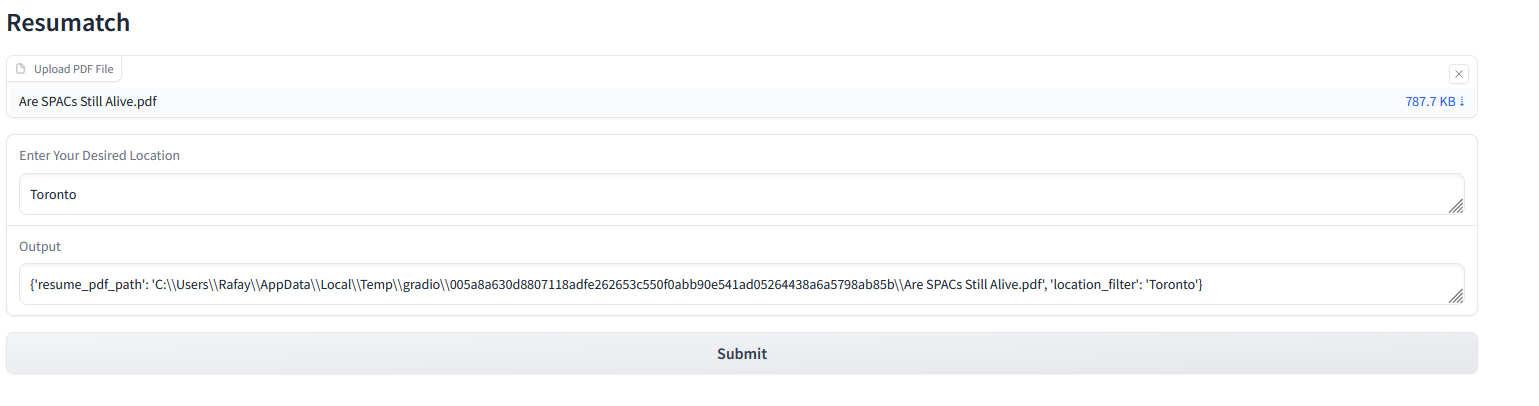 Resumatch
Upload PDF File
Are SPACs Still Alive.pdf
787.7 KB ↓
Enter Your Desired Location
Toronto
Output
{'resume_pdf_path': 'C:\\Users\\Rafay\\AppData\\Local\\Temp\\gradio\\005a8a630d8807118adfe262653c550f0abb90e541ad05264438a6a5798ab85b\\Are SPACs Still Alive.pdf', 'location_filter': 'Toronto'}
Submit